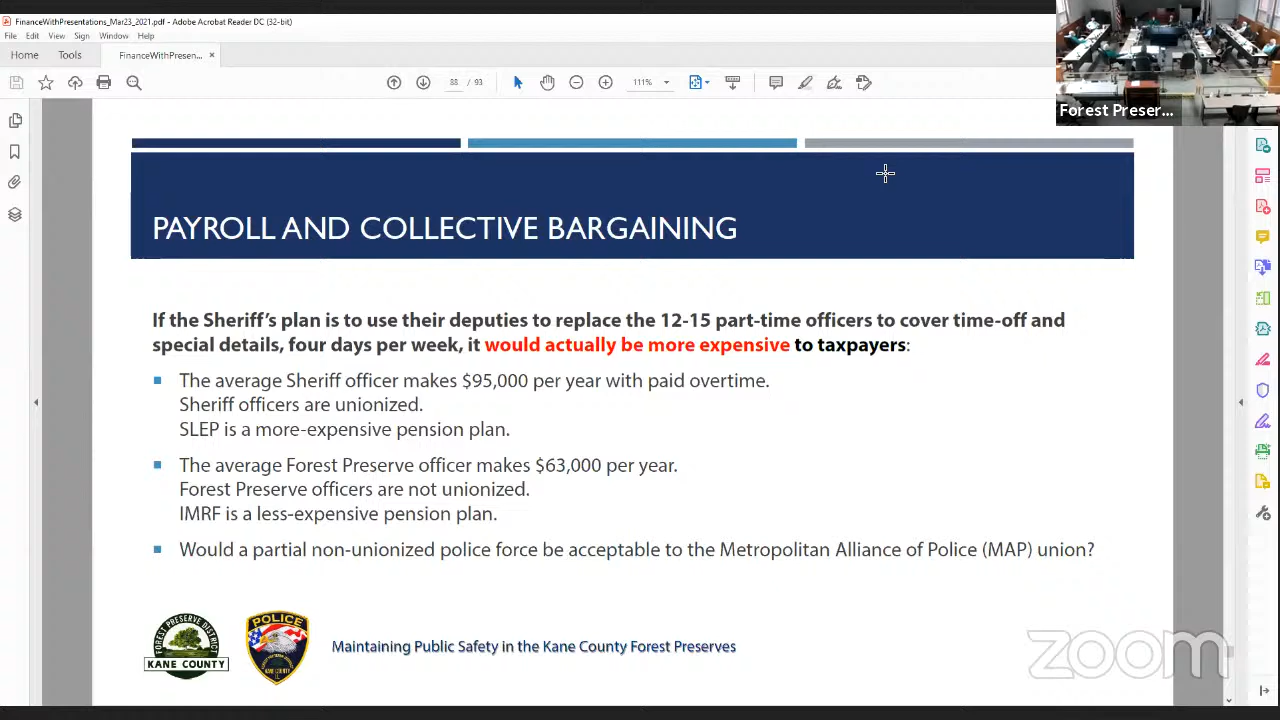 FinanceWithPresentations_Mar23_2021.pdf - Adobe Acrobat Reader DC (32-bit)
File Edit View Sign Window Help
Home Tools FinanceWithPresen... ×
88 93 111%
Forest Preser...
PAYROLL AND COLLECTIVE BARGAINING
If the Sheriff's plan is to use their deputies to replace the 12-15 part-time officers to cover time-off and
special details, four days per week, it would actually be more expensive to taxpayers:
The average Sheriff officer makes $95,000 per year with paid overtime.
Sheriff officers are unionized.
SLEP is a more-expensive pension plan.
The average Forest Preserve officer makes $63,000 per year.
Forest Preserve officers are not unionized.
IMRF is a less-expensive pension plan.
Would a partial non-unionized police force be acceptable to the Metropolitan Alliance of Police (MAP) union?
FOREST PRESERVE DISTRICT
KANE COUNTY
POLICE
KANE COUNTY
Maintaining Public Safety in the Kane County Forest Preserves
zoom